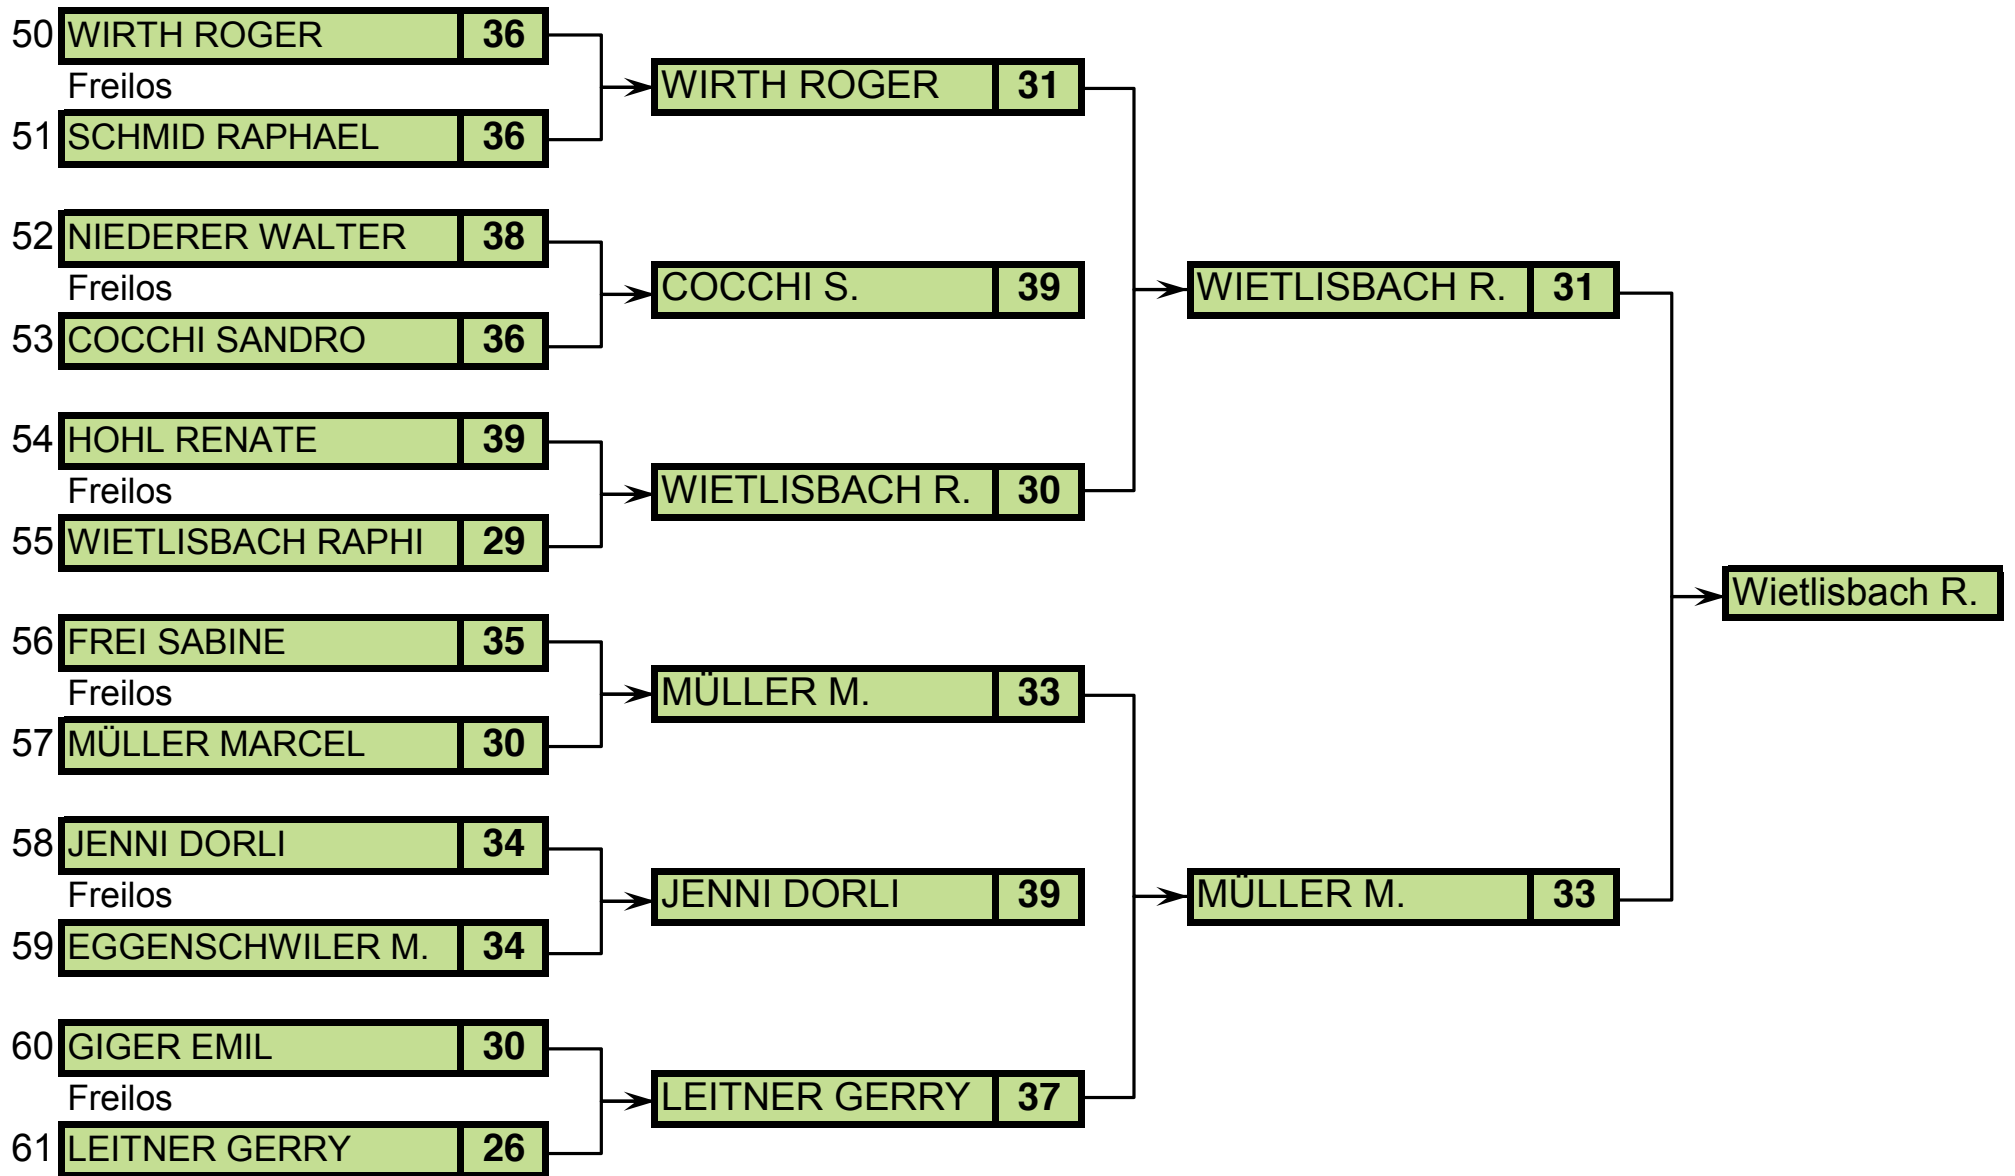 50 WIRTH ROGER 36
Freilos
51 SCHMID RAPHAEL 36
52 NIEDERER WALTER 38
Freilos
53 COCCHI SANDRO 36
54 HOHL RENATE 39
Freilos
55 WIETLISBACH RAPHI 29
56 FREI SABINE 35
Freilos
57 MÜLLER MARCEL 30
58 JENNI DORLI 34
Freilos
59 EGGENSCHWILER M. 34
60 GIGER EMIL 30
Freilos
61 LEITNER GERRY 26
WIRTH ROGER 31
COCCHI S. 39
WIETLISBACH R. 30
MÜLLER M. 33
JENNI DORLI 39
LEITNER GERRY 37
WIETLISBACH R. 31
MÜLLER M. 33
Wietlisbach R.